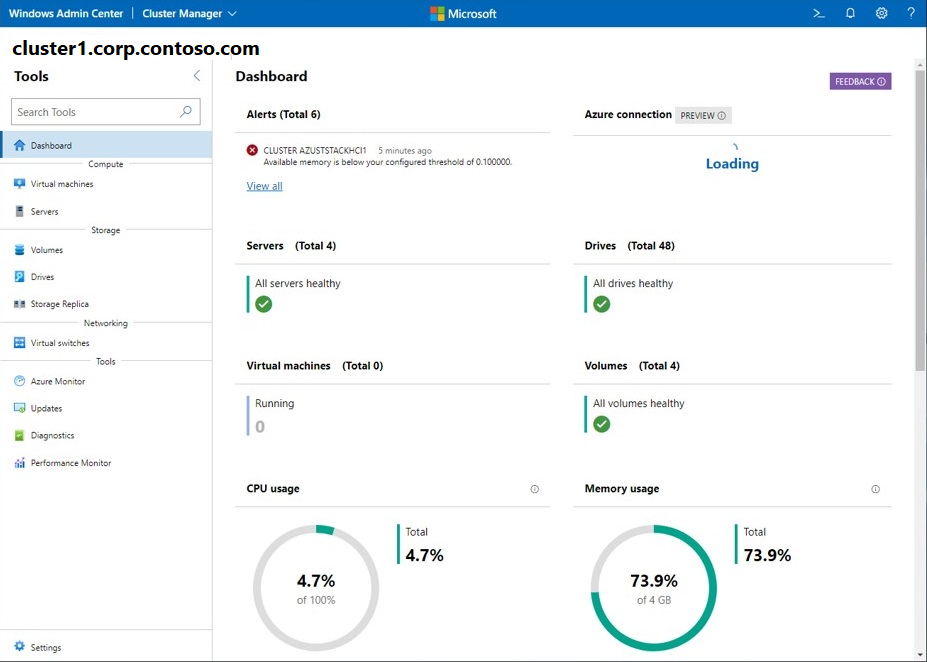 Windows Admin Center | Cluster Manager
Microsoft
?
cluster1.corp.contoso.com
Tools
Search Tools
Dashboard
Compute
Virtual machines
Servers
Storage
Volumes
Drives
Storage Replica
Networking
Virtual switches
Tools
Azure Monitor
Updates
Diagnostics
Performance Monitor
Settings
Dashboard
FEEDBACK
Alerts (Total 6)
CLUSTER AZUSTSTACKHCI1 5 minutes ago
Available memory is below your configured threshold of 0.100000.
View all
Azure connection PREVIEW
Loading
Servers (Total 4)
All servers healthy
Drives (Total 48)
All drives healthy
Virtual machines (Total 0)
Running
0
Volumes (Total 4)
All volumes healthy
CPU usage
4.7%
of 100%
Total
4.7%
Memory usage
73.9%
of 4 GB
Total
73.9%